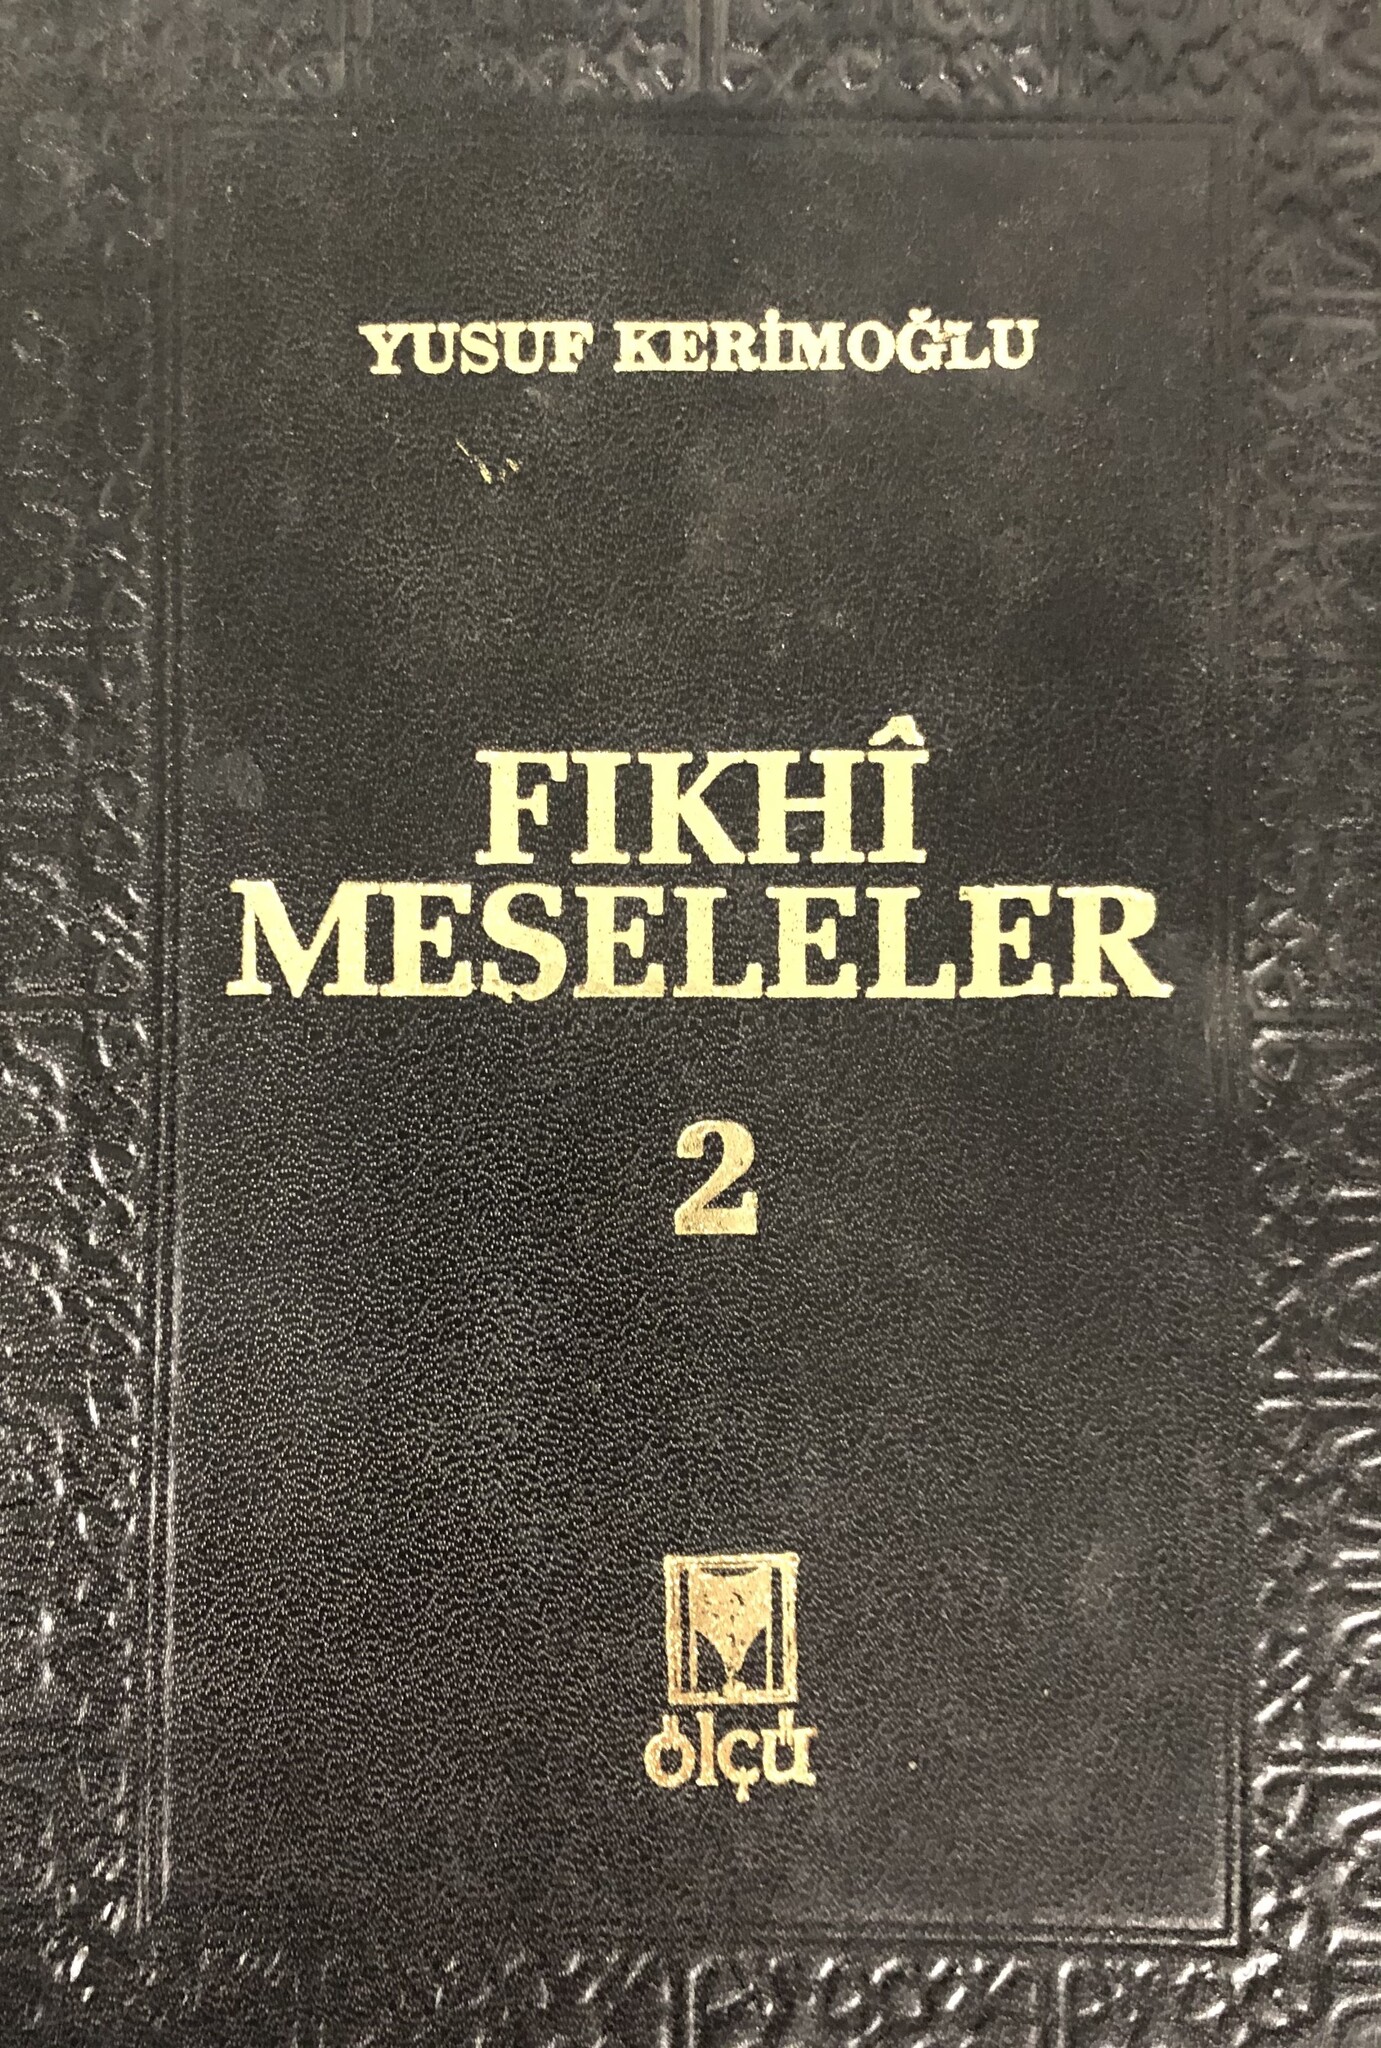 YUSUF KERİMOĞLU
FIKHÎ
MESELELER
2
ölçü